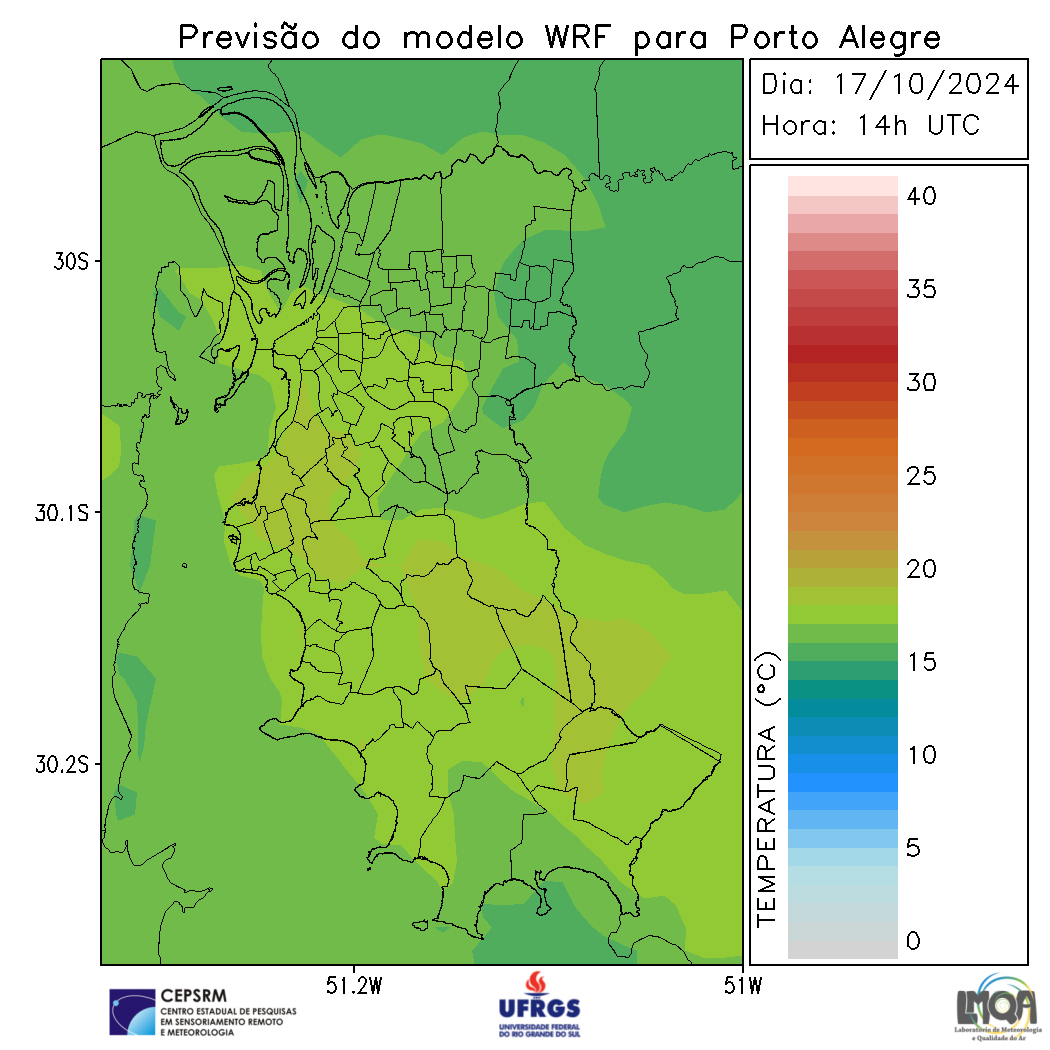 Previsão do modelo WRF para Porto Alegre
Dia: 17/10/2024
Hora: 14h UTC
30S
30.1S
30.2S
51.2W
51W
TEMPERATURA (°C)
40
35
30
25
20
15
10
5
0
CEPSRM
CENTRO ESTADUAL DE PESQUISAS
EM SENSORIAMENTO REMOTO
E METEOROLOGIA
UFRGS
UNIVERSIDADE FEDERAL
DO RIO GRANDE DO SUL
LMQA
Laboratório de Meteorologia
e Qualidade do Ar